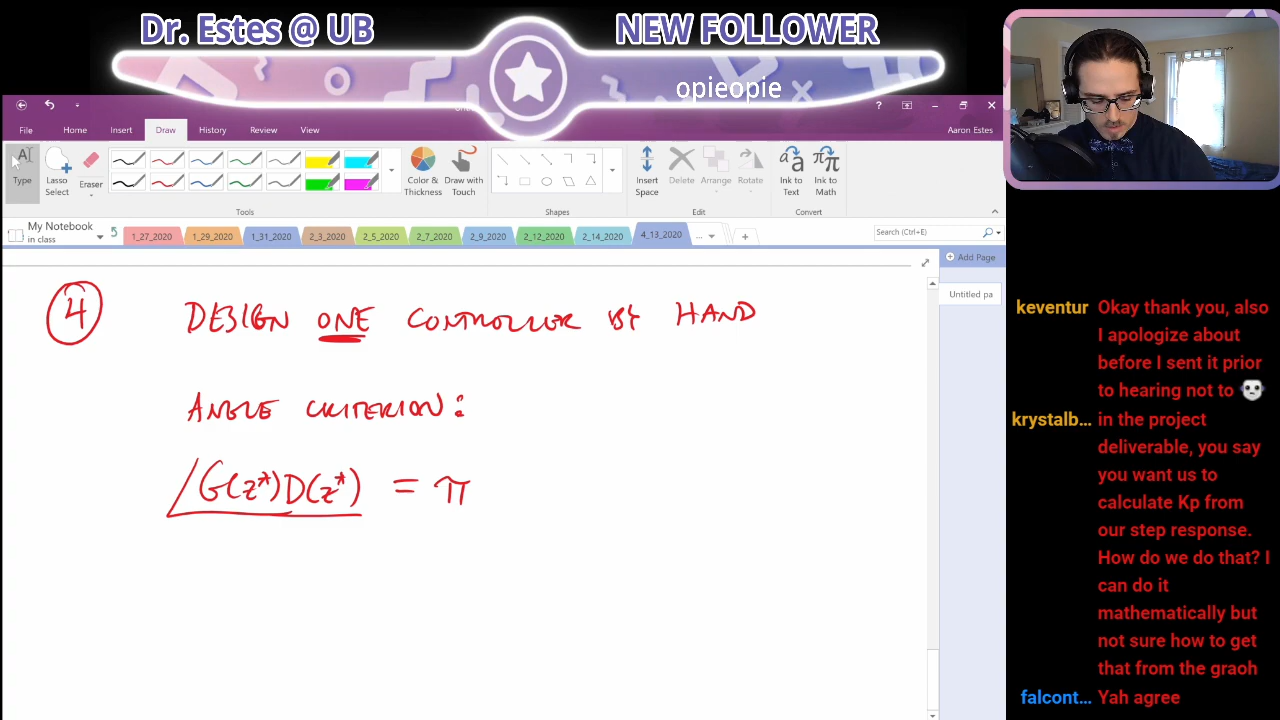 Dr. Estes @ UB
NEW FOLLOWER
opieopie
File Home Insert Draw History Review View
Aaron Estes
Type
Lasso Select
Eraser
Color & Thickness
Draw with Touch
Insert Space
Delete
Arrange
Rotate
Ink to Text
Ink to Math
Tools
Shapes
Edit
Convert
My Notebook
in class
1_27_2020 1_29_2020 1_31_2020 2_3_2020 2_5_2020 2_7_2020 2_9_2020 2_12_2020 2_14_2020 4_13_2020 ...
Search (Ctrl+E)
Add Page
Untitled pa
4 DESIGN ONE CONTROLLER BY HAND
ANGLE CRITERION:
∠G(z*)D(z*) = π
keventur Okay thank you, also
I apologize about
before I sent it prior
to hearing not to
krystalb... in the project
deliverable, you say
you want us to
calculate Kp from
our step response.
How do we do that? I
can do it
mathematically but
not sure how to get
that from the graoh
falcont... Yah agree